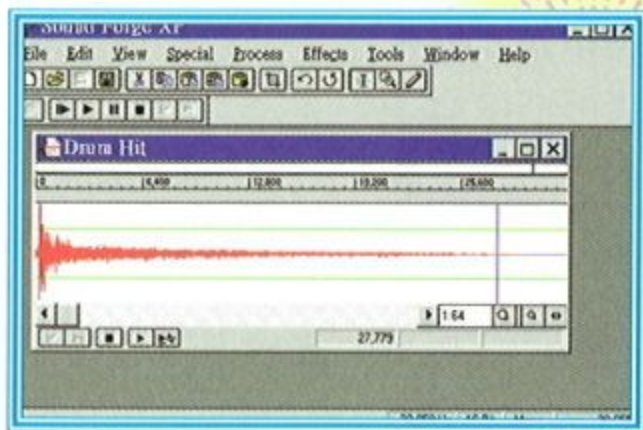 Sound Forge XP
File Edit View Special Process Effects Tools Window Help
Drum Hit
0 6,400 12,800 19,200 25,600
1:64
27,779